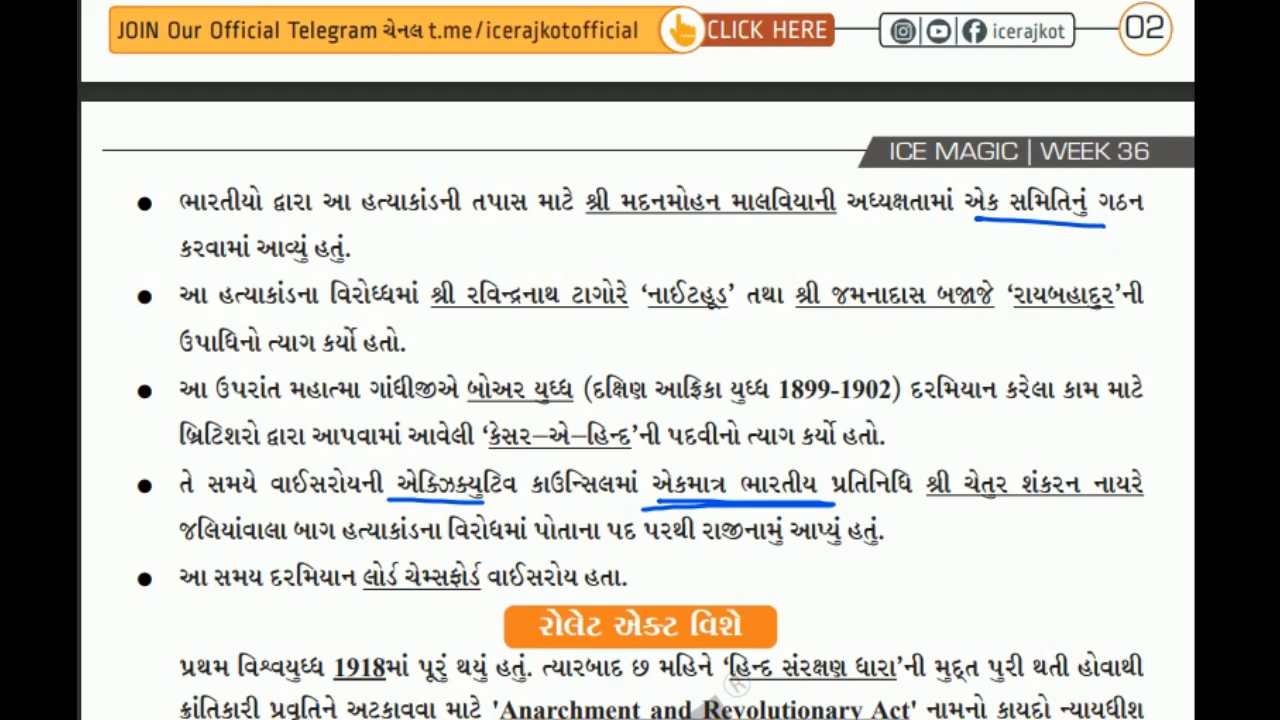 JOIN Our Official Telegram ચેનલ t.me/icerajkotofficial CLICK HERE icerajkot 02
ICE MAGIC | WEEK 36
● ભારતીયો દ્વારા આ હત્યાકાંડની તપાસ માટે શ્રી મદનમોહન માલવિયાની અધ્યક્ષતામાં એક સમિતિનું ગઠન
કરવામાં આવ્યું હતું.
● આ હત્યાકાંડના વિરોધ્ધમાં શ્રી રવિન્દ્રનાથ ટાગોરે ‘નાઈટહૂડ’ તથા શ્રી જમનાદાસ બજાજે ‘રાયબહાદુર’ની
ઉપાધિનો ત્યાગ કર્યો હતો.
● આ ઉપરાંત મહાત્મા ગાંધીજીએ બોઅર યુધ્ધ (દક્ષિણ આફ્રિકા યુધ્ધ 1899-1902) દરમિયાન કરેલા કામ માટે
બ્રિટિશરો દ્વારા આપવામાં આવેલી ‘કેસર–એ–હિન્દ’ની પદવીનો ત્યાગ કર્યો હતો.
● તે સમયે વાઈસરોયની એક્ઝિક્યુટિવ કાઉન્સિલમાં એકમાત્ર ભારતીય પ્રતિનિધિ શ્રી ચેતુર શંકરન નાયરે
જલિયાંવાલા બાગ હત્યાકાંડના વિરોધમાં પોતાના પદ પરથી રાજીનામું આપ્યું હતું.
● આ સમય દરમિયાન લોર્ડ ચેમ્સફોર્ડ વાઈસરોય હતા.
રોલેટ એક્ટ વિશે
પ્રથમ વિશ્વયુધ્ધ 1918માં પૂરું થયું હતું. ત્યારબાદ છ મહિને ‘હિન્દ સંરક્ષણ ધારા’ની મુદ્દત પુરી થતી હોવાથી
ક્રાંતિકારી પ્રવૃતિને અટકાવવા માટે 'Anarchment and Revolutionary Act' નામનો કાયદો ન્યાયધીશ